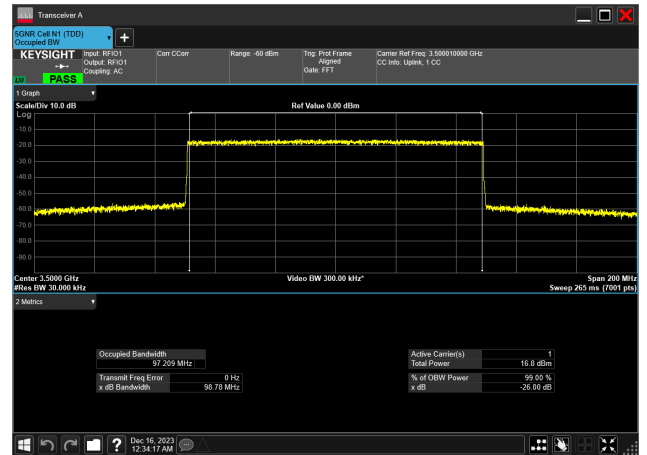 Transceiver A
5GNR Cell N1 (TDD)
Occupied BW
KEYSIGHT
LXI
PASS
Input: RFIO1
Output: RFIO1
Coupling: AC
Corr CCorr
Range: -60 dBm
Trig: Prot Frame
Aligned
Gate: FFT
Carrier Ref Freq: 3.500010000 GHz
CC Info: Uplink, 1 CC
1 Graph
Scale/Div 10.0 dB
Ref Value 0.00 dBm
Log
-10.0
-20.0
-30.0
-40.0
-50.0
-60.0
-70.0
-80.0
-90.0
Center 3.5000 GHz
Video BW 300.00 kHz*
Span 200 MHz
#Res BW 30.000 kHz
Sweep 265 ms (7001 pts)
2 Metrics
Occupied Bandwidth
97.209 MHz
Active Carrier(s) 1
Total Power 16.8 dBm
Transmit Freq Error 0 Hz
x dB Bandwidth 98.78 MHz
% of OBW Power 99.00 %
x dB -26.00 dB
Dec 16, 2023
12:34:17 AM